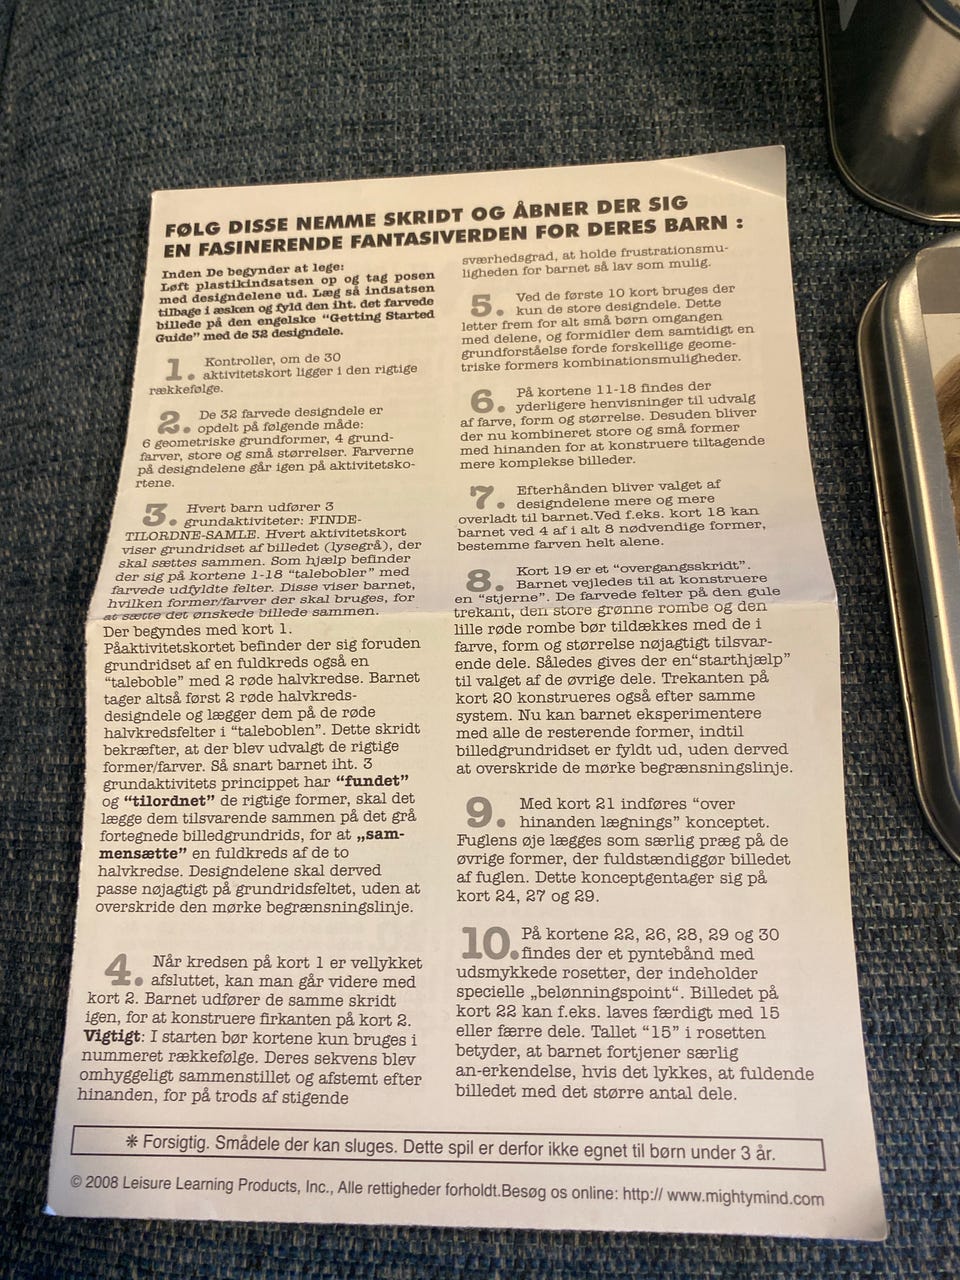 FØLG DISSE NEMME SKRIDT OG ÅBNER DER SIG
EN FASINERENDE FANTASIVERDEN FOR DERES BARN :
Inden De begynder at lege:
Løft plastikindsatsen op og tag posen
med designdelene ud. Læg så indsatsen
tilbage i æsken og fyld den iht. det farvede
billede på den engelske “Getting Started
Guide” med de 32 designdele.
1. Kontroller, om de 30
aktivitetskort ligger i den rigtige
rækkefølge.
2. De 32 farvede designdele er
opdelt på følgende måde:
6 geometriske grundformer, 4 grund-
farver, store og små størrelser. Farverne
på designdelene går igen på aktivitetsko-
rtene.
3. Hvert barn udfører 3
grundaktiviteter: FINDE-
TILORDNE-SAMLE. Hvert aktivitetskort
viser grundridset af billedet (lysegrå), der
skal sættes sammen. Som hjælp befinder
der sig på kortene 1-18 “talebobler” med
farvede udfyldte felter. Disse viser barnet,
hvilken former/farver der skal bruges, for
at sætte det ønskede billede sammen.
Der begyndes med kort 1.
Påaktivitetskortet befinder der sig foruden
grundridset af en fuldkreds også en
“taleboble” med 2 røde halvkredse. Barnet
tager altså først 2 røde halvkreds-
designdele og lægger dem på de røde
halvkredsfelter i “taleboblen”. Dette skridt
bekræfter, at der blev udvalgt de rigtige
former/farver. Så snart barnet iht. 3
grundaktivitets princippet har “fundet”
og “tilordnet” de rigtige former, skal det
lægge dem tilsvarende sammen på det grå
fortegnede billedgrundrids, for at „sam-
mensætte” en fuldkreds af de to
halvkredse. Designdelene skal derved
passe nøjagtigt på grundridsfeltet, uden at
overskride den mørke begrænsningslinje.
4. Når kredsen på kort 1 er vellykket
afsluttet, kan man går videre med
kort 2. Barnet udfører de samme skridt
igen, for at konstruere firkanten på kort 2.
Vigtigt: I starten bør kortene kun bruges i
nummeret rækkefølge. Deres sekvens blev
omhyggeligt sammenstillet og afstemt efter
hinanden, for på trods af stigende
sværhedsgrad, at holde frustrationsmu-
ligheden for barnet så lav som mulig.
5. Ved de første 10 kort bruges der
kun de store designdele. Dette
letter frem for alt små børn omgangen
med delene, og formidler dem samtidigt en
grundforståelse forde forskellige geome-
triske formers kombinationsmuligheder.
6. På kortene 11-18 findes der
yderligere henvisninger til udvalg
af farve, form og størrelse. Desuden bliver
der nu kombineret store og små former
med hinanden for at konstruere tiltagende
mere komplekse billeder.
7. Efterhånden bliver valget af
designdelene mere og mere
overladt til barnet.Ved f.eks. kort 18 kan
barnet ved 4 af i alt 8 nødvendige former,
bestemme farven helt alene.
8. Kort 19 er et “overgangsskridt”.
Barnet vejledes til at konstruere
en “stjerne”. De farvede felter på den gule
trekant, den store grønne rombe og den
lille røde rombe bør tildækkes med de i
farve, form og størrelse nøjagtigt tilsvar-
ende dele. Således gives der en“starthjælp”
til valget af de øvrige dele. Trekanten på
kort 20 konstrueres også efter samme
system. Nu kan barnet eksperimentere
med alle de resterende former, indtil
billedgrundridset er fyldt ud, uden derved
at overskride de mørke begrænsningslinje.
9. Med kort 21 indføres “over
hinanden lægnings” konceptet.
Fuglens øje lægges som særlig præg på de
øvrige former, der fuldstændiggør billedet
af fuglen. Dette konceptgentager sig på
kort 24, 27 og 29.
10. På kortene 22, 26, 28, 29 og 30
findes der et pyntebånd med
udsmykkede rosetter, der indeholder
specielle „belønningspoint“. Billedet på
kort 22 kan f.eks. laves færdigt med 15
eller færre dele. Tallet “15” i rosetten
betyder, at barnet fortjener særlig
an-erkendelse, hvis det lykkes, at fuldende
billedet med det større antal dele.
✻ Forsigtig. Smådele der kan sluges. Dette spil er derfor ikke egnet til børn under 3 år.
© 2008 Leisure Learning Products, Inc., Alle rettigheder forholdt.Besøg os online: http:// www.mightymind.com